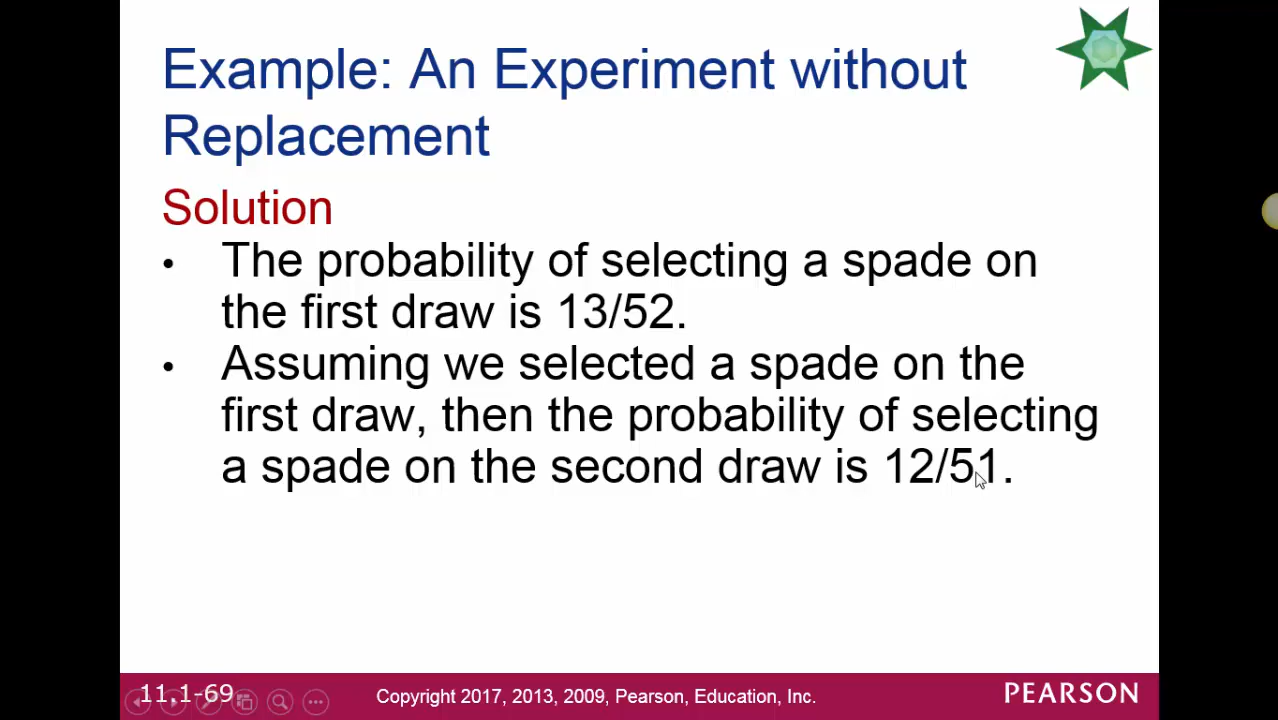 Example: An Experiment without
Replacement
Solution
• The probability of selecting a spade on
the first draw is 13/52.
• Assuming we selected a spade on the
first draw, then the probability of selecting
a spade on the second draw is 12/51.
11.1-69
Copyright 2017, 2013, 2009, Pearson, Education, Inc.
PEARSON